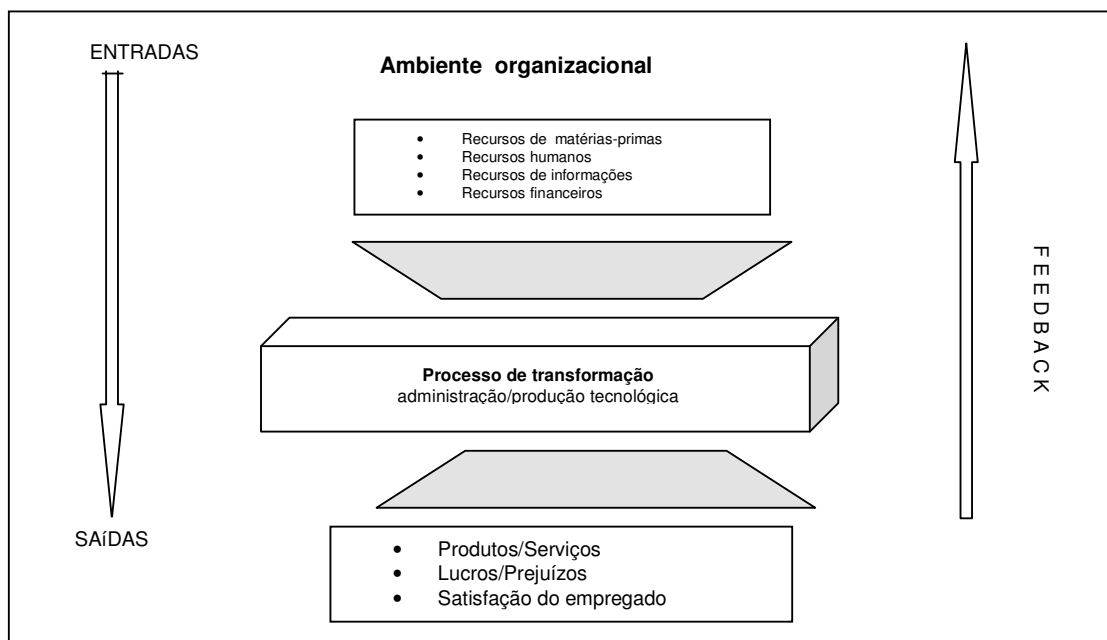 ENTRADAS
Ambiente organizacional
• Recursos de matérias-primas
• Recursos humanos
• Recursos de informações
• Recursos financeiros
FEEDBACK
Processo de transformação
administração/produção tecnológica
SAíDAS
• Produtos/Serviços
• Lucros/Prejuízos
• Satisfação do empregado